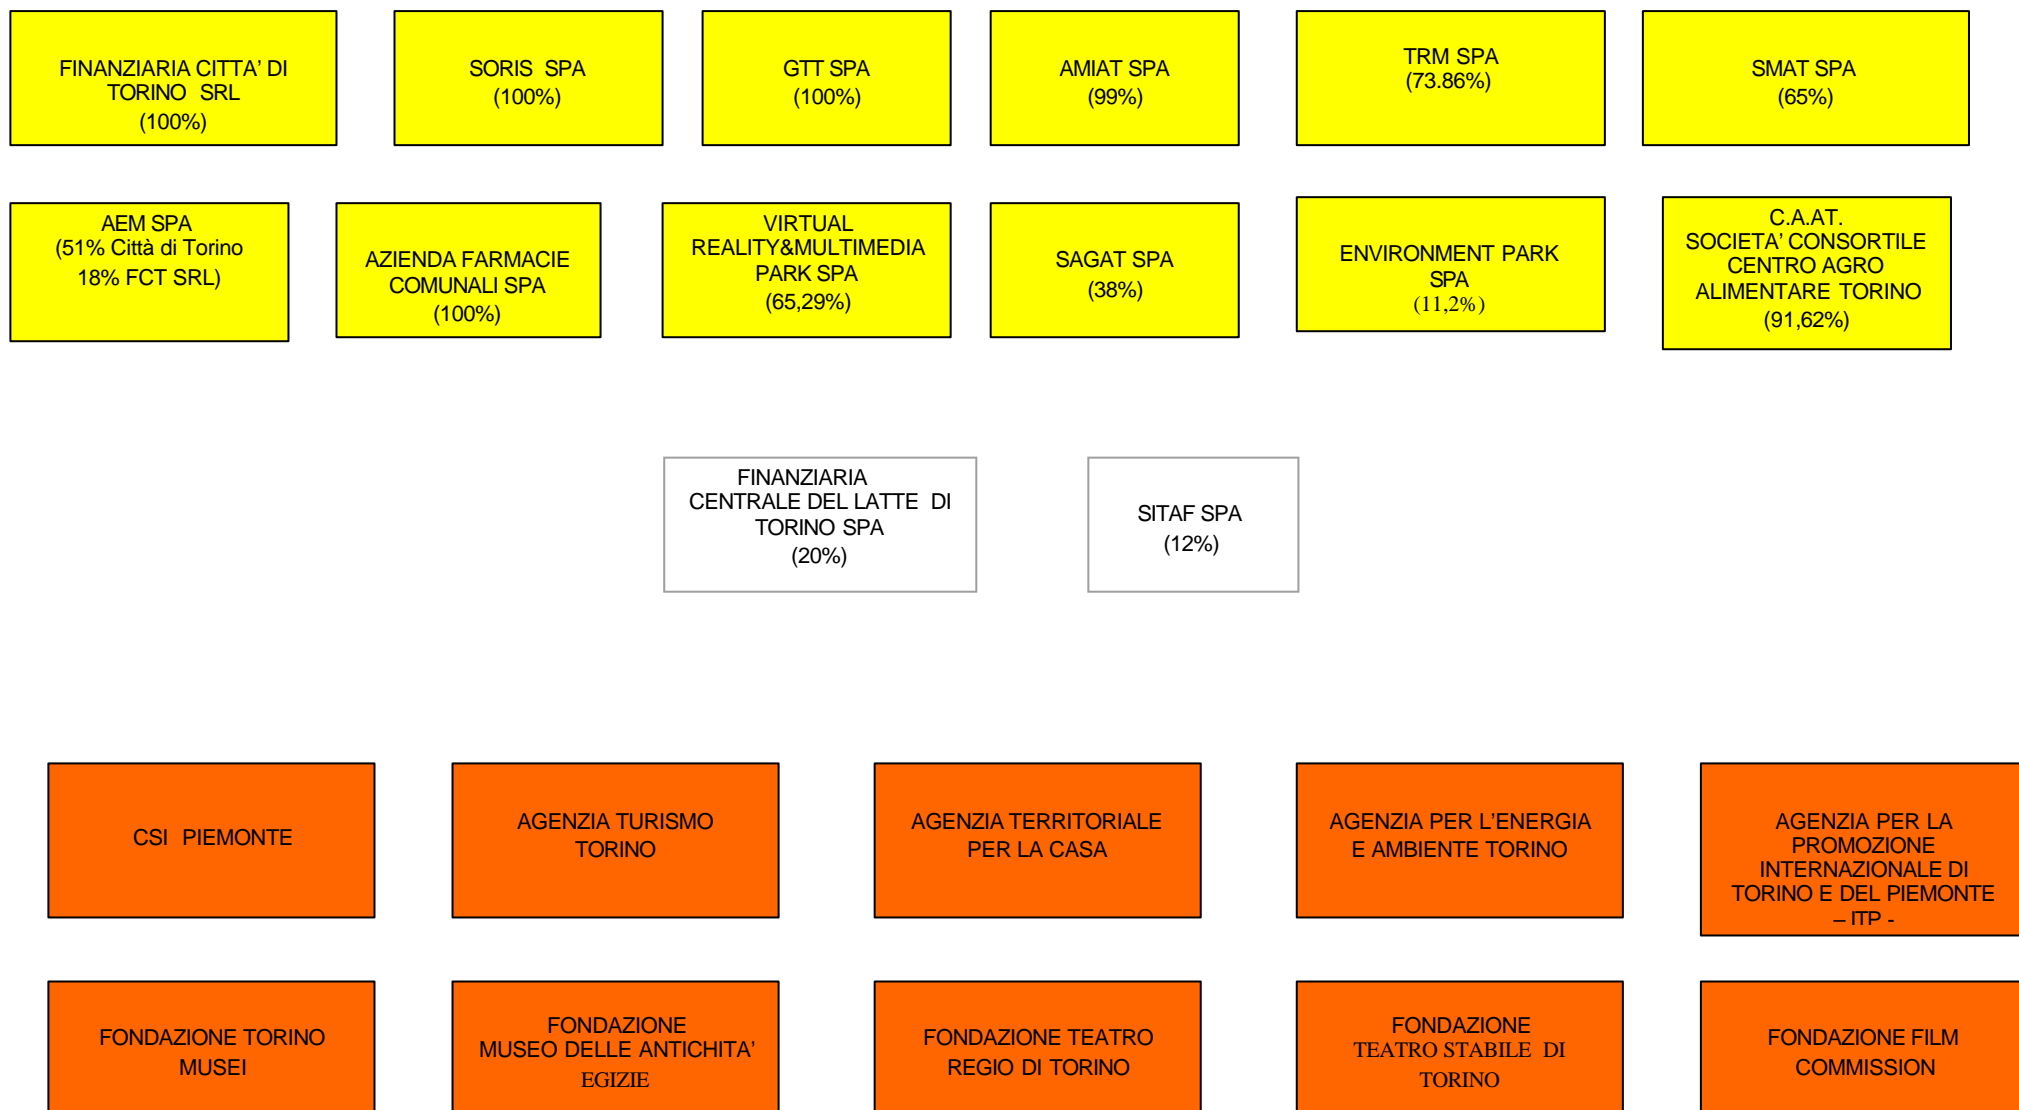 FINANZIARIA CITTA' DI
TORINO SRL
(100%)
SORIS SPA
(100%)
GTT SPA
(100%)
AMIAT SPA
(99%)
TRM SPA
(73.86%)
SMAT SPA
(65%)
AEM SPA
(51% Città di Torino
18% FCT SRL)
AZIENDA FARMACIE
COMUNALI SPA
(100%)
VIRTUAL
REALITY&MULTIMEDIA
PARK SPA
(65,29%)
SAGAT SPA
(38%)
ENVIRONMENT PARK
SPA
(11,2%)
C.A.AT.
SOCIETA' CONSORTILE
CENTRO AGRO
ALIMENTARE TORINO
(91,62%)
FINANZIARIA
CENTRALE DEL LATTE DI
TORINO SPA
(20%)
SITAF SPA
(12%)
CSI PIEMONTE
AGENZIA TURISMO
TORINO
AGENZIA TERRITORIALE
PER LA CASA
AGENZIA PER L'ENERGIA
E AMBIENTE TORINO
AGENZIA PER LA
PROMOZIONE
INTERNAZIONALE DI
TORINO E DEL PIEMONTE
– ITP -
FONDAZIONE TORINO
MUSEI
FONDAZIONE
MUSEO DELLE ANTICHITA'
EGIZIE
FONDAZIONE TEATRO
REGIO DI TORINO
FONDAZIONE
TEATRO STABILE DI
TORINO
FONDAZIONE FILM
COMMISSION